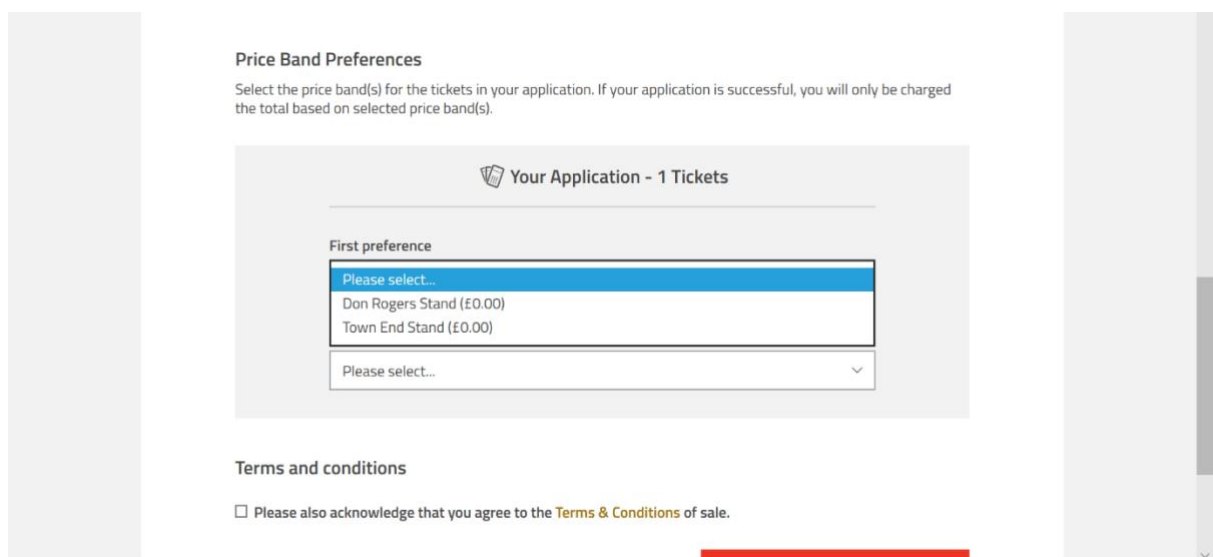 Price Band Preferences
Select the price band(s) for the tickets in your application. If your application is successful, you will only be charged
the total based on selected price band(s).
Your Application - 1 Tickets
First preference
Please select...
Don Rogers Stand (£0.00)
Town End Stand (£0.00)
Please select...
Terms and conditions
Please also acknowledge that you agree to the Terms & Conditions of sale.